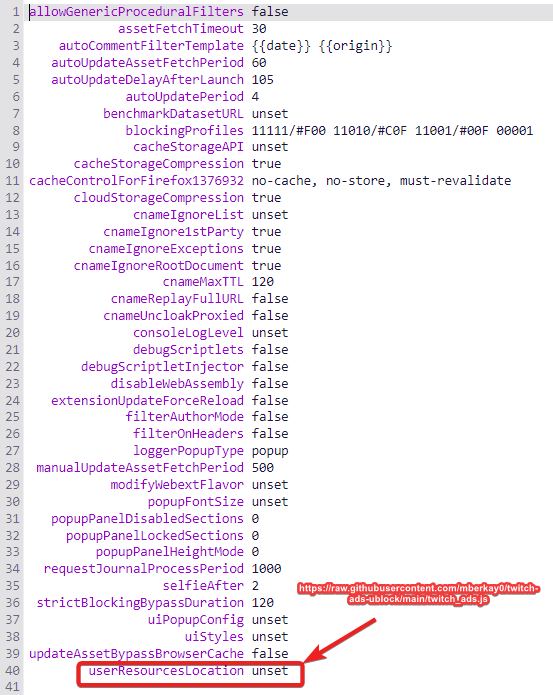 1 allowGenericProceduralFilters false
2 assetFetchTimeout 30
3 autoCommentFilterTemplate {{date}} {{origin}}
4 autoUpdateAssetFetchPeriod 60
5 autoUpdateDelayAfterLaunch 105
6 autoUpdatePeriod 4
7 benchmarkDatasetURL unset
8 blockingProfiles 11111/#F00 11010/#C0F 11001/#00F 00001
9 cacheStorageAPI unset
10 cacheStorageCompression true
11 cacheControlForFirefox1376932 no-cache, no-store, must-revalidate
12 cloudStorageCompression true
13 cnameIgnoreList unset
14 cnameIgnore1stParty true
15 cnameIgnoreExceptions true
16 cnameIgnoreRootDocument true
17 cnameMaxTTL 120
18 cnameReplayFullURL false
19 cnameUncloakProxied false
20 consoleLogLevel unset
21 debugScriptlets false
22 debugScriptletInjector false
23 disableWebAssembly false
24 extensionUpdateForceReload false
25 filterAuthorMode false
26 filterOnHeaders false
27 loggerPopupType popup
28 manualUpdateAssetFetchPeriod 500
29 modifyWebextFlavor unset
30 popupFontSize unset
31 popupPanelDisabledSections 0
32 popupPanelLockedSections 0
33 popupPanelHeightMode 0
34 requestJournalProcessPeriod 1000
35 selfieAfter 2
https://raw.githubusercontent.com/mberkay0/twitch-
ads-ublock/main/twitch_ads.js
36 strictBlockingBypassDuration 120
37 uiPopupConfig unset
38 uiStyles unset
39 updateAssetBypassBrowserCache false
40 userResourcesLocation unset
41